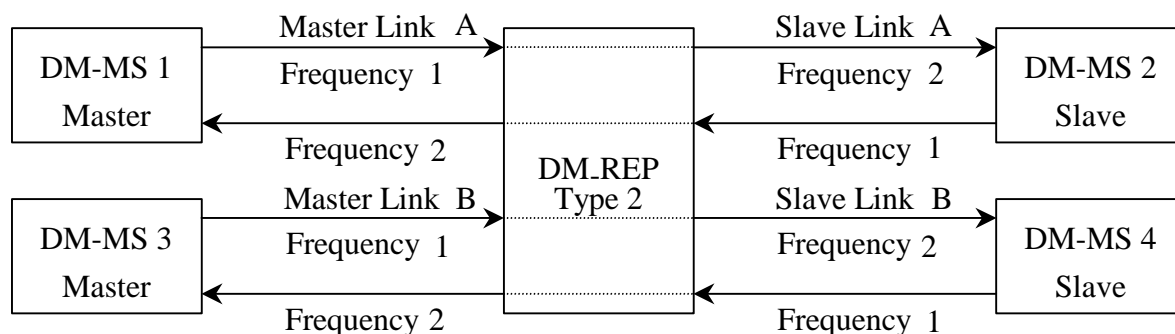 Master Link A
Slave Link A
DM-MS 1
Master
Frequency 1
Frequency 2
DM-MS 2
Slave
Frequency 2
Frequency 1
DM-REP
Type 2
Master Link B
Slave Link B
DM-MS 3
Master
Frequency 1
Frequency 2
DM-MS 4
Slave
Frequency 2
Frequency 1